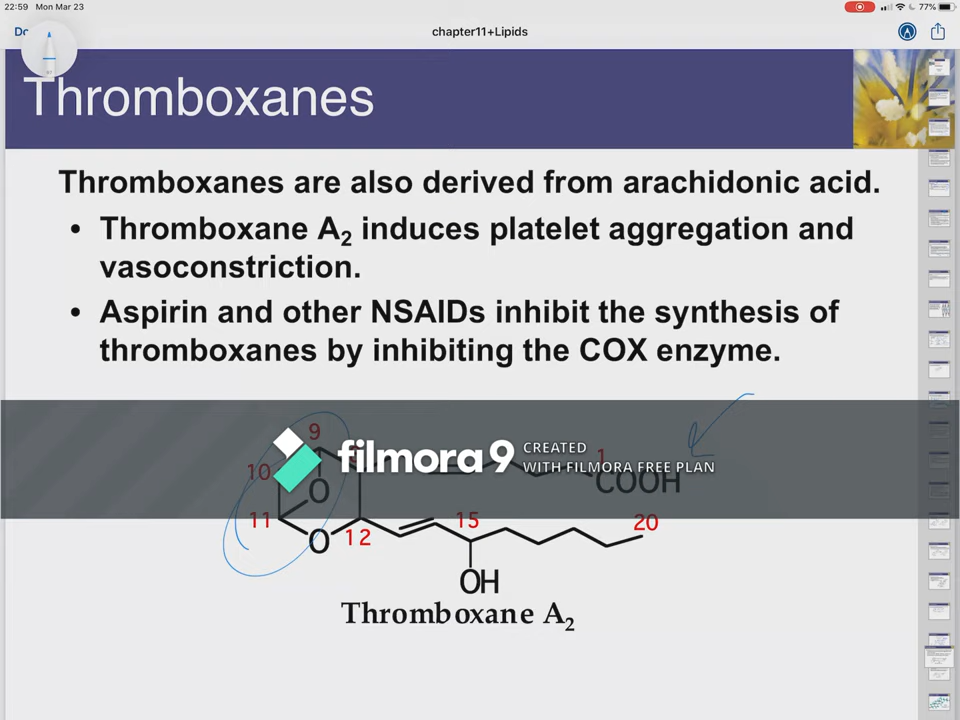 22:59 Mon Mar 23
77%
chapter11+Lipids
Thromboxanes
Thromboxanes are also derived from arachidonic acid.
• Thromboxane A₂ induces platelet aggregation and
vasoconstriction.
• Aspirin and other NSAIDs inhibit the synthesis of
thromboxanes by inhibiting the COX enzyme.
9
filmora9 CREATED
WITH FILMORA FREE PLAN
10
1
COOH
O
11
O
12
15
20
OH
Thromboxane A₂